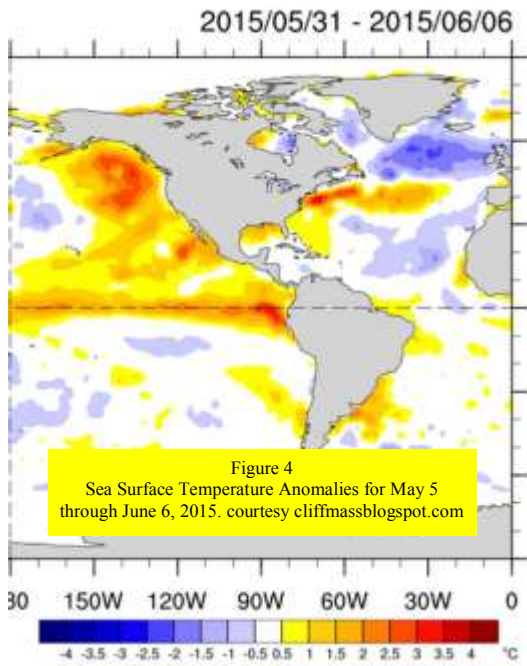 2015/05/31 - 2015/06/06
Figure 4
Sea Surface Temperature Anomalies for May 5
through June 6, 2015. courtesy cliffmassblogspot.com
30 150W 120W 90W 60W 30W 0
-4 -3.5 -3 -2.5 -2 -1.5 -1 -0.5 0.5 1 1.5 2 2.5 3 3.5 4 °C